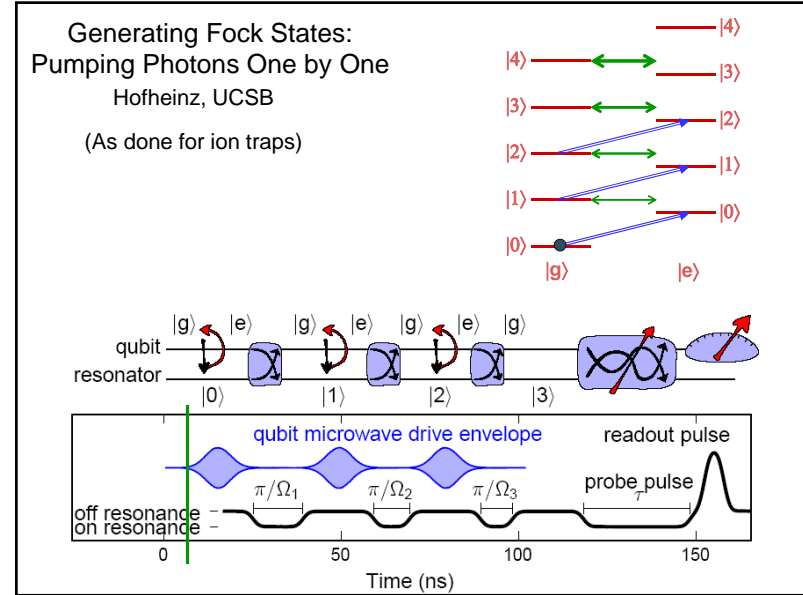 Generating Fock States:
Pumping Photons One by One
Hofheinz, UCSB
(As done for ion traps)
|4⟩
|4⟩
|3⟩
|3⟩
|2⟩
|2⟩
|1⟩
|1⟩
|0⟩
|0⟩
|g⟩ |e⟩
|g⟩ |e⟩ |g⟩ |e⟩ |g⟩ |e⟩ |g⟩
qubit
resonator
|0⟩ |1⟩ |2⟩ |3⟩
qubit microwave drive envelope readout pulse
π/Ω₁ π/Ω₂ π/Ω₃ probe pulse
τ
off resonance
on resonance
0 50 100 150
Time (ns)